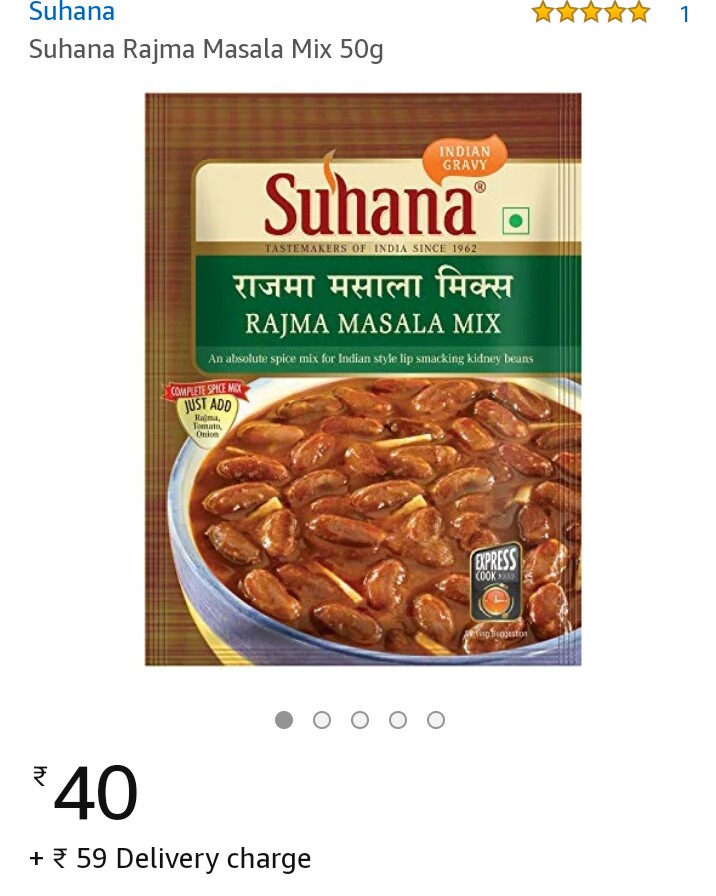 Suhana
1
Suhana Rajma Masala Mix 50g
INDIAN
GRAVY
Suhana®
TASTEMAKERS OF INDIA SINCE 1962
राजमा मसाला मिक्स
RAJMA MASALA MIX
An absolute spice mix for Indian style lip smacking kidney beans
COMPLETE SPICE MIX
JUST ADD
Rajma,
Tomato,
Onion
EXPRESS
COOK
Serving Suggestion
₹ 40
+ ₹ 59 Delivery charge